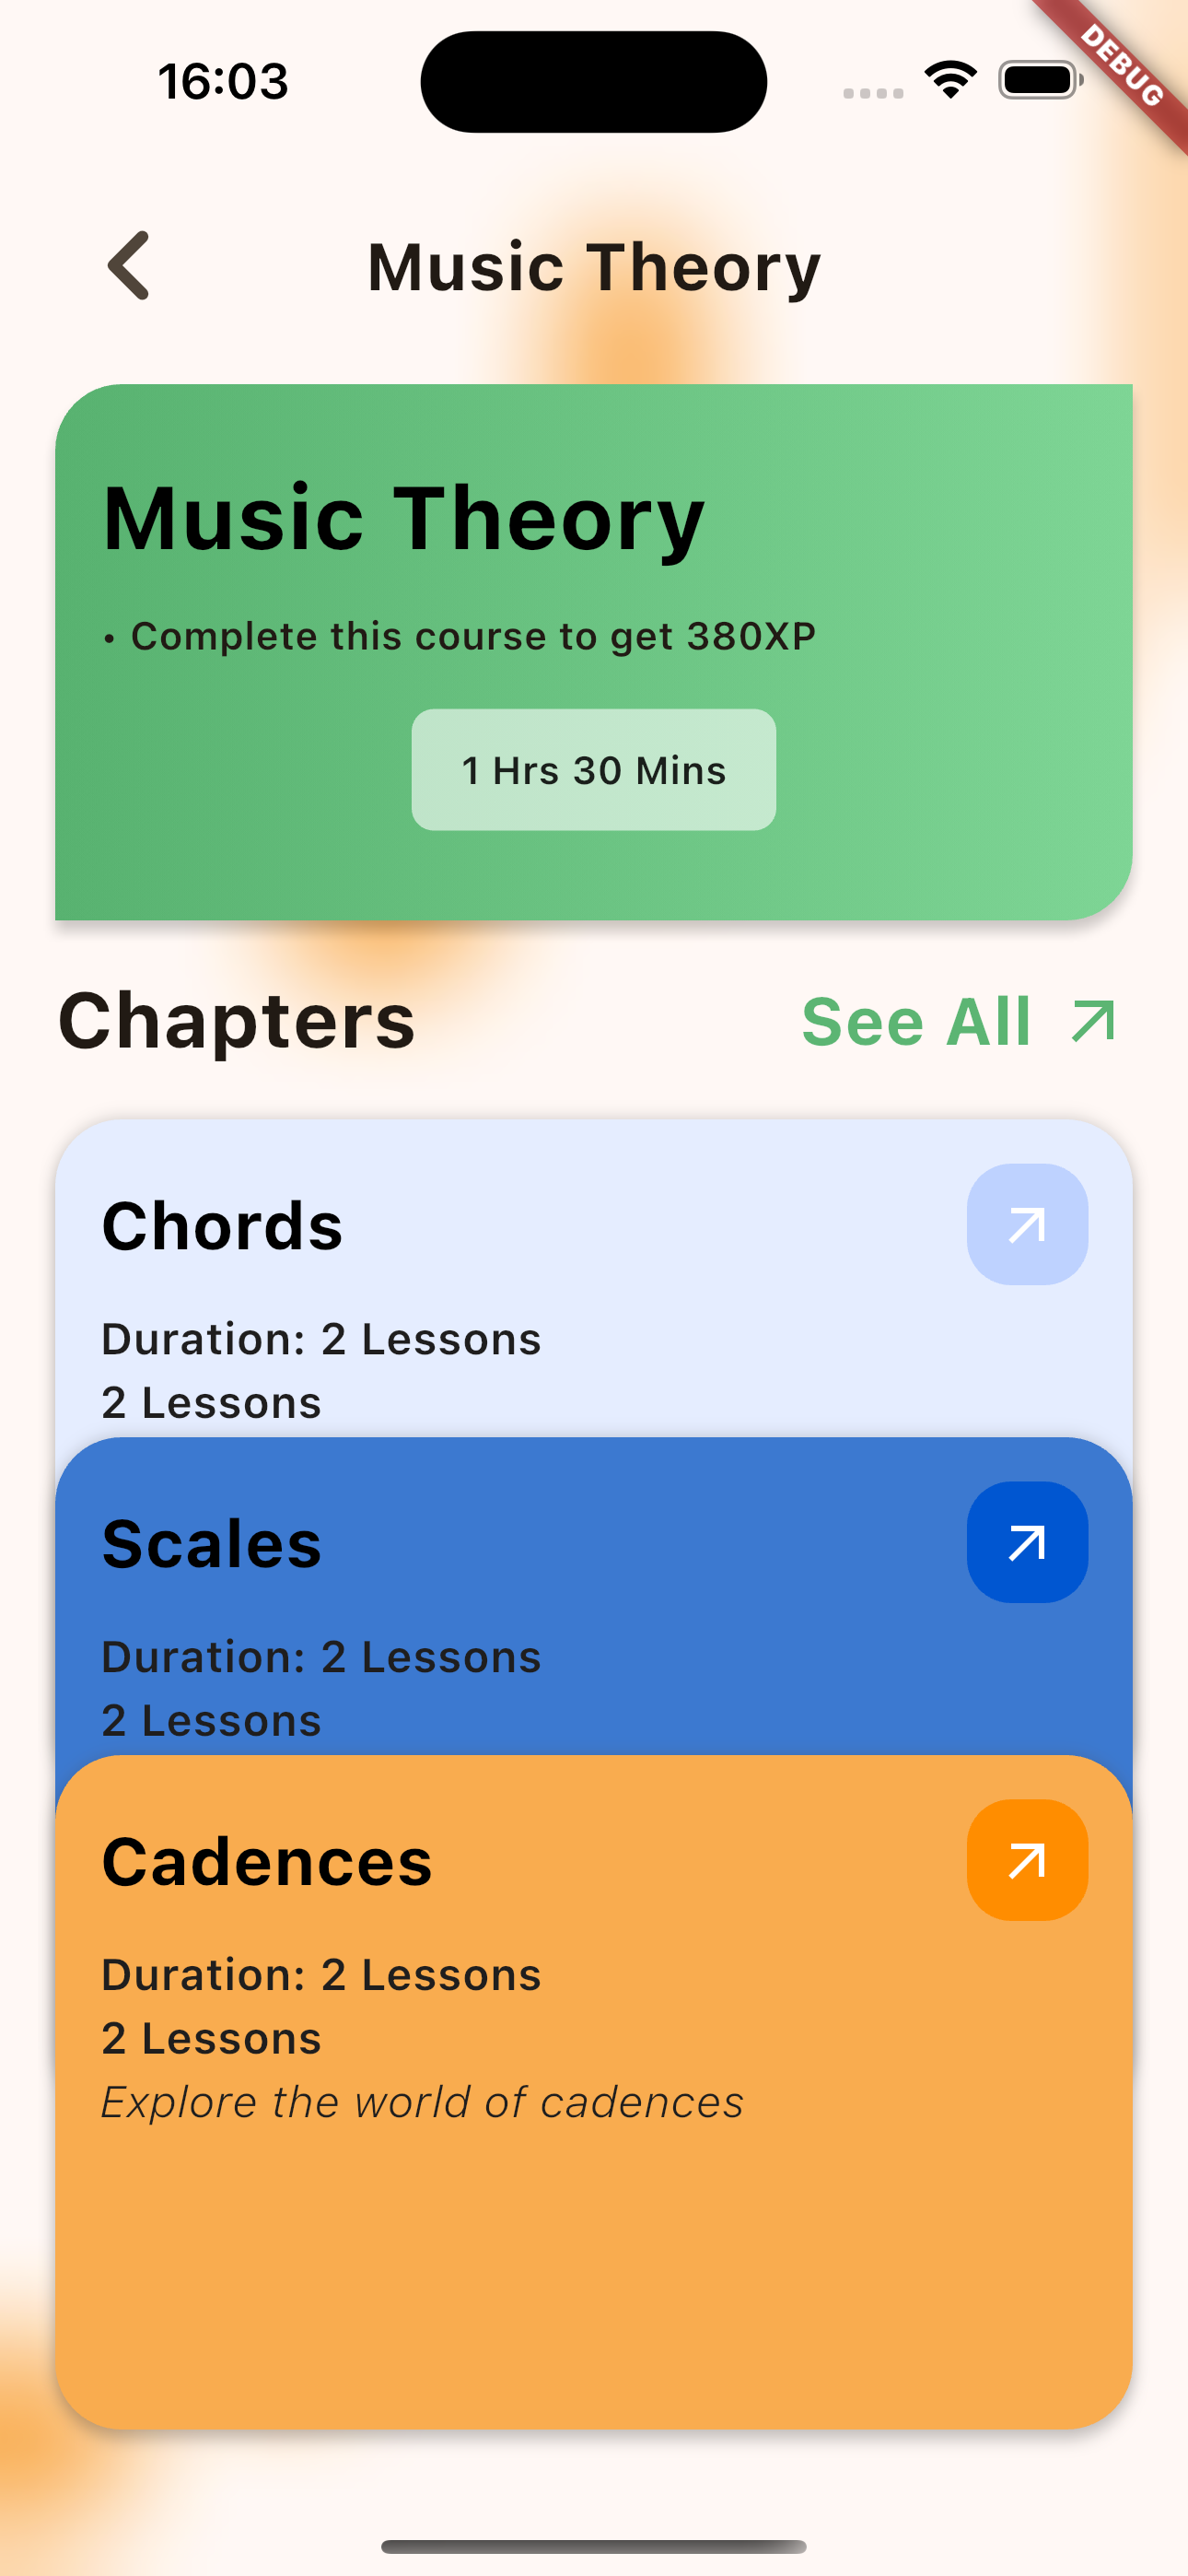 16:03
DEBUG
Music Theory
Music Theory
• Complete this course to get 380XP
1 Hrs 30 Mins
Chapters
See All
Chords
Duration: 2 Lessons
2 Lessons
Scales
Duration: 2 Lessons
2 Lessons
Cadences
Duration: 2 Lessons
2 Lessons
Explore the world of cadences